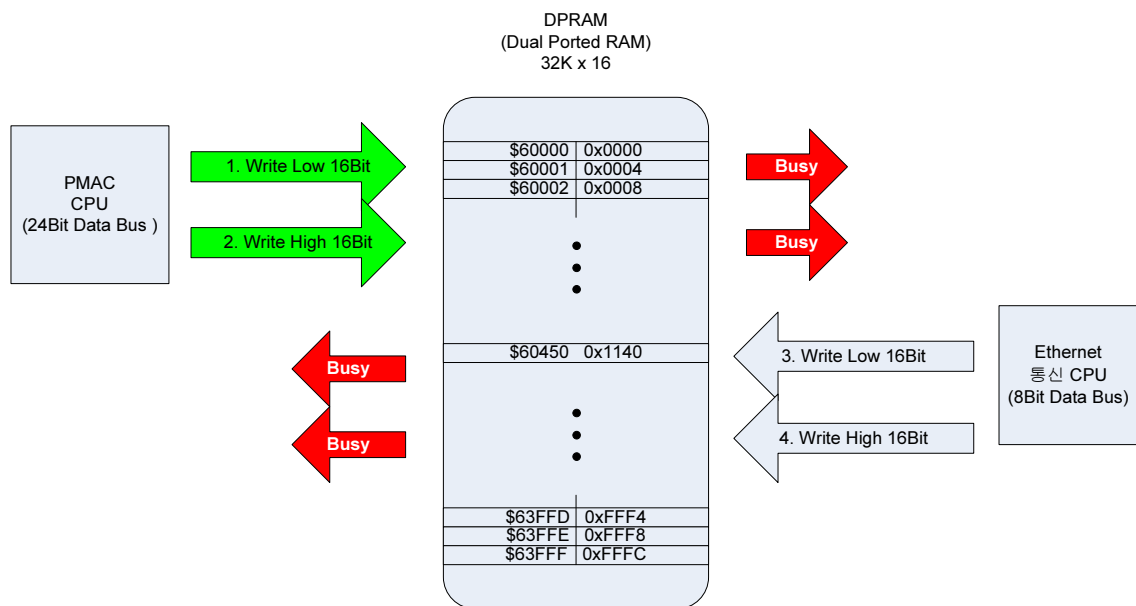 DPRAM
(Dual Ported RAM)
32K x 16
PMAC
CPU
(24Bit Data Bus )
1. Write Low 16Bit
2. Write High 16Bit
$60000 0x0000
$60001 0x0004
$60002 0x0008
Busy
Busy
$60450 0x1140
Busy
Busy
3. Write Low 16Bit
4. Write High 16Bit
Ethernet
통신 CPU
(8Bit Data Bus)
$63FFD 0xFFF4
$63FFE 0xFFF8
$63FFF 0xFFFC